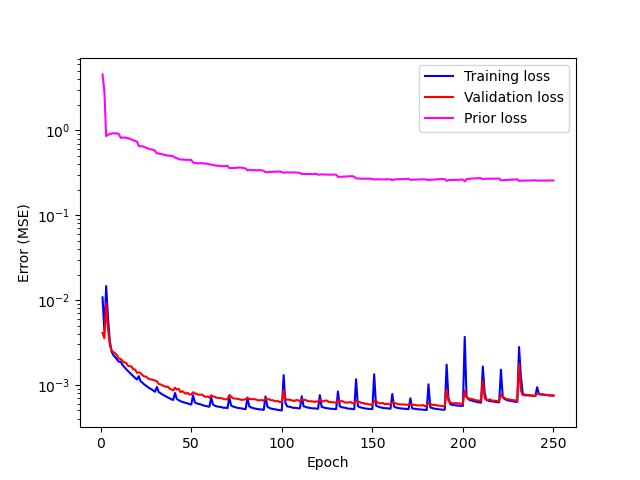 Training loss
Validation loss
Prior loss
Error (MSE)
10^0
10^-1
10^-2
10^-3
0 50 100 150 200 250
Epoch